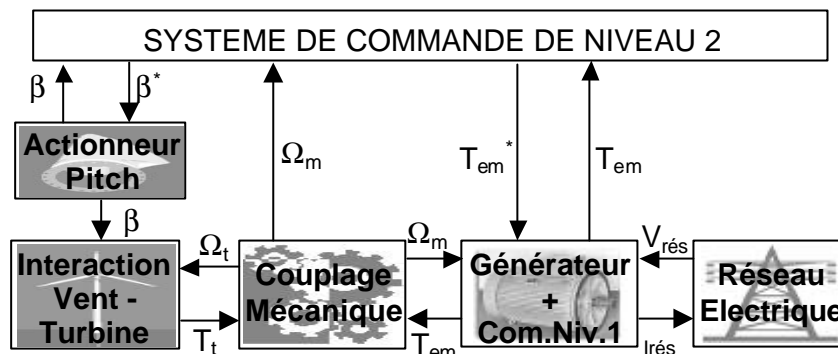 SYSTEME DE COMMANDE DE NIVEAU 2
β
β*
Ωm
Tem*
Tem
Actionneur
Pitch
β
Ωt
Ωm
Vrés
Interaction
Vent -
Turbine
Couplage
Mécanique
Générateur
+
Com.Niv.1
Réseau
Electrique
Tt
Tem
Irés